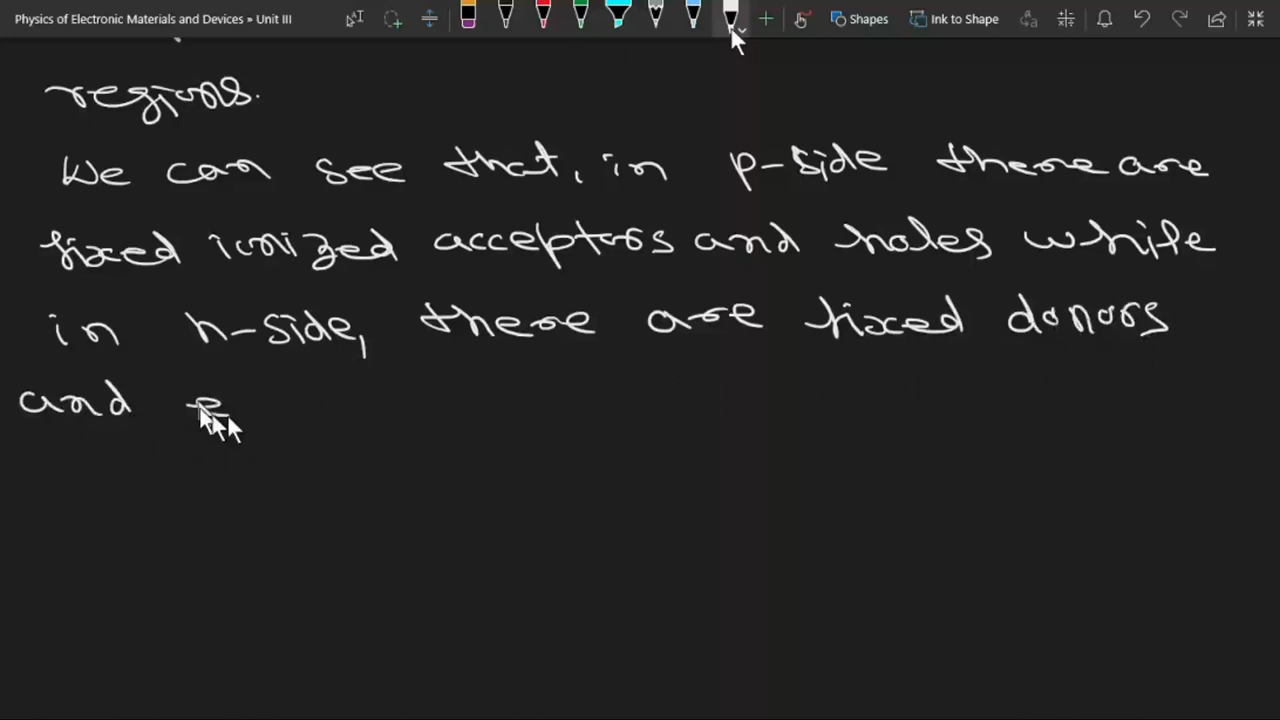 Physics of Electronic Materials and Devices » Unit III
Shapes
Ink to Shape
regions.
We can see that, in p-side there are
fixed ionized acceptors and holes while
in n-side, there are fixed donors
and e